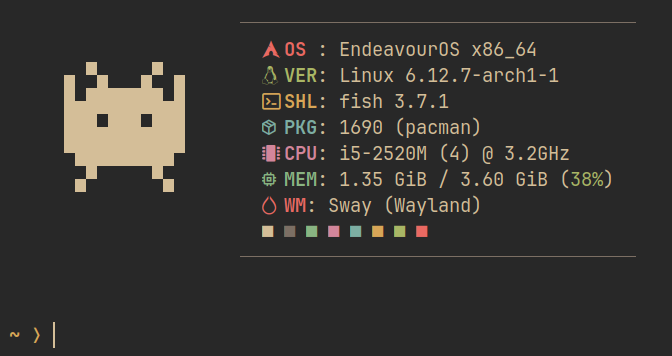 OS : EndeavourOS x86_64
VER: Linux 6.12.7-arch1-1
SHL: fish 3.7.1
PKG: 1690 (pacman)
CPU: i5-2520M (4) @ 3.2GHz
MEM: 1.35 GiB / 3.60 GiB (38%)
WM: Sway (Wayland)
~ ❯